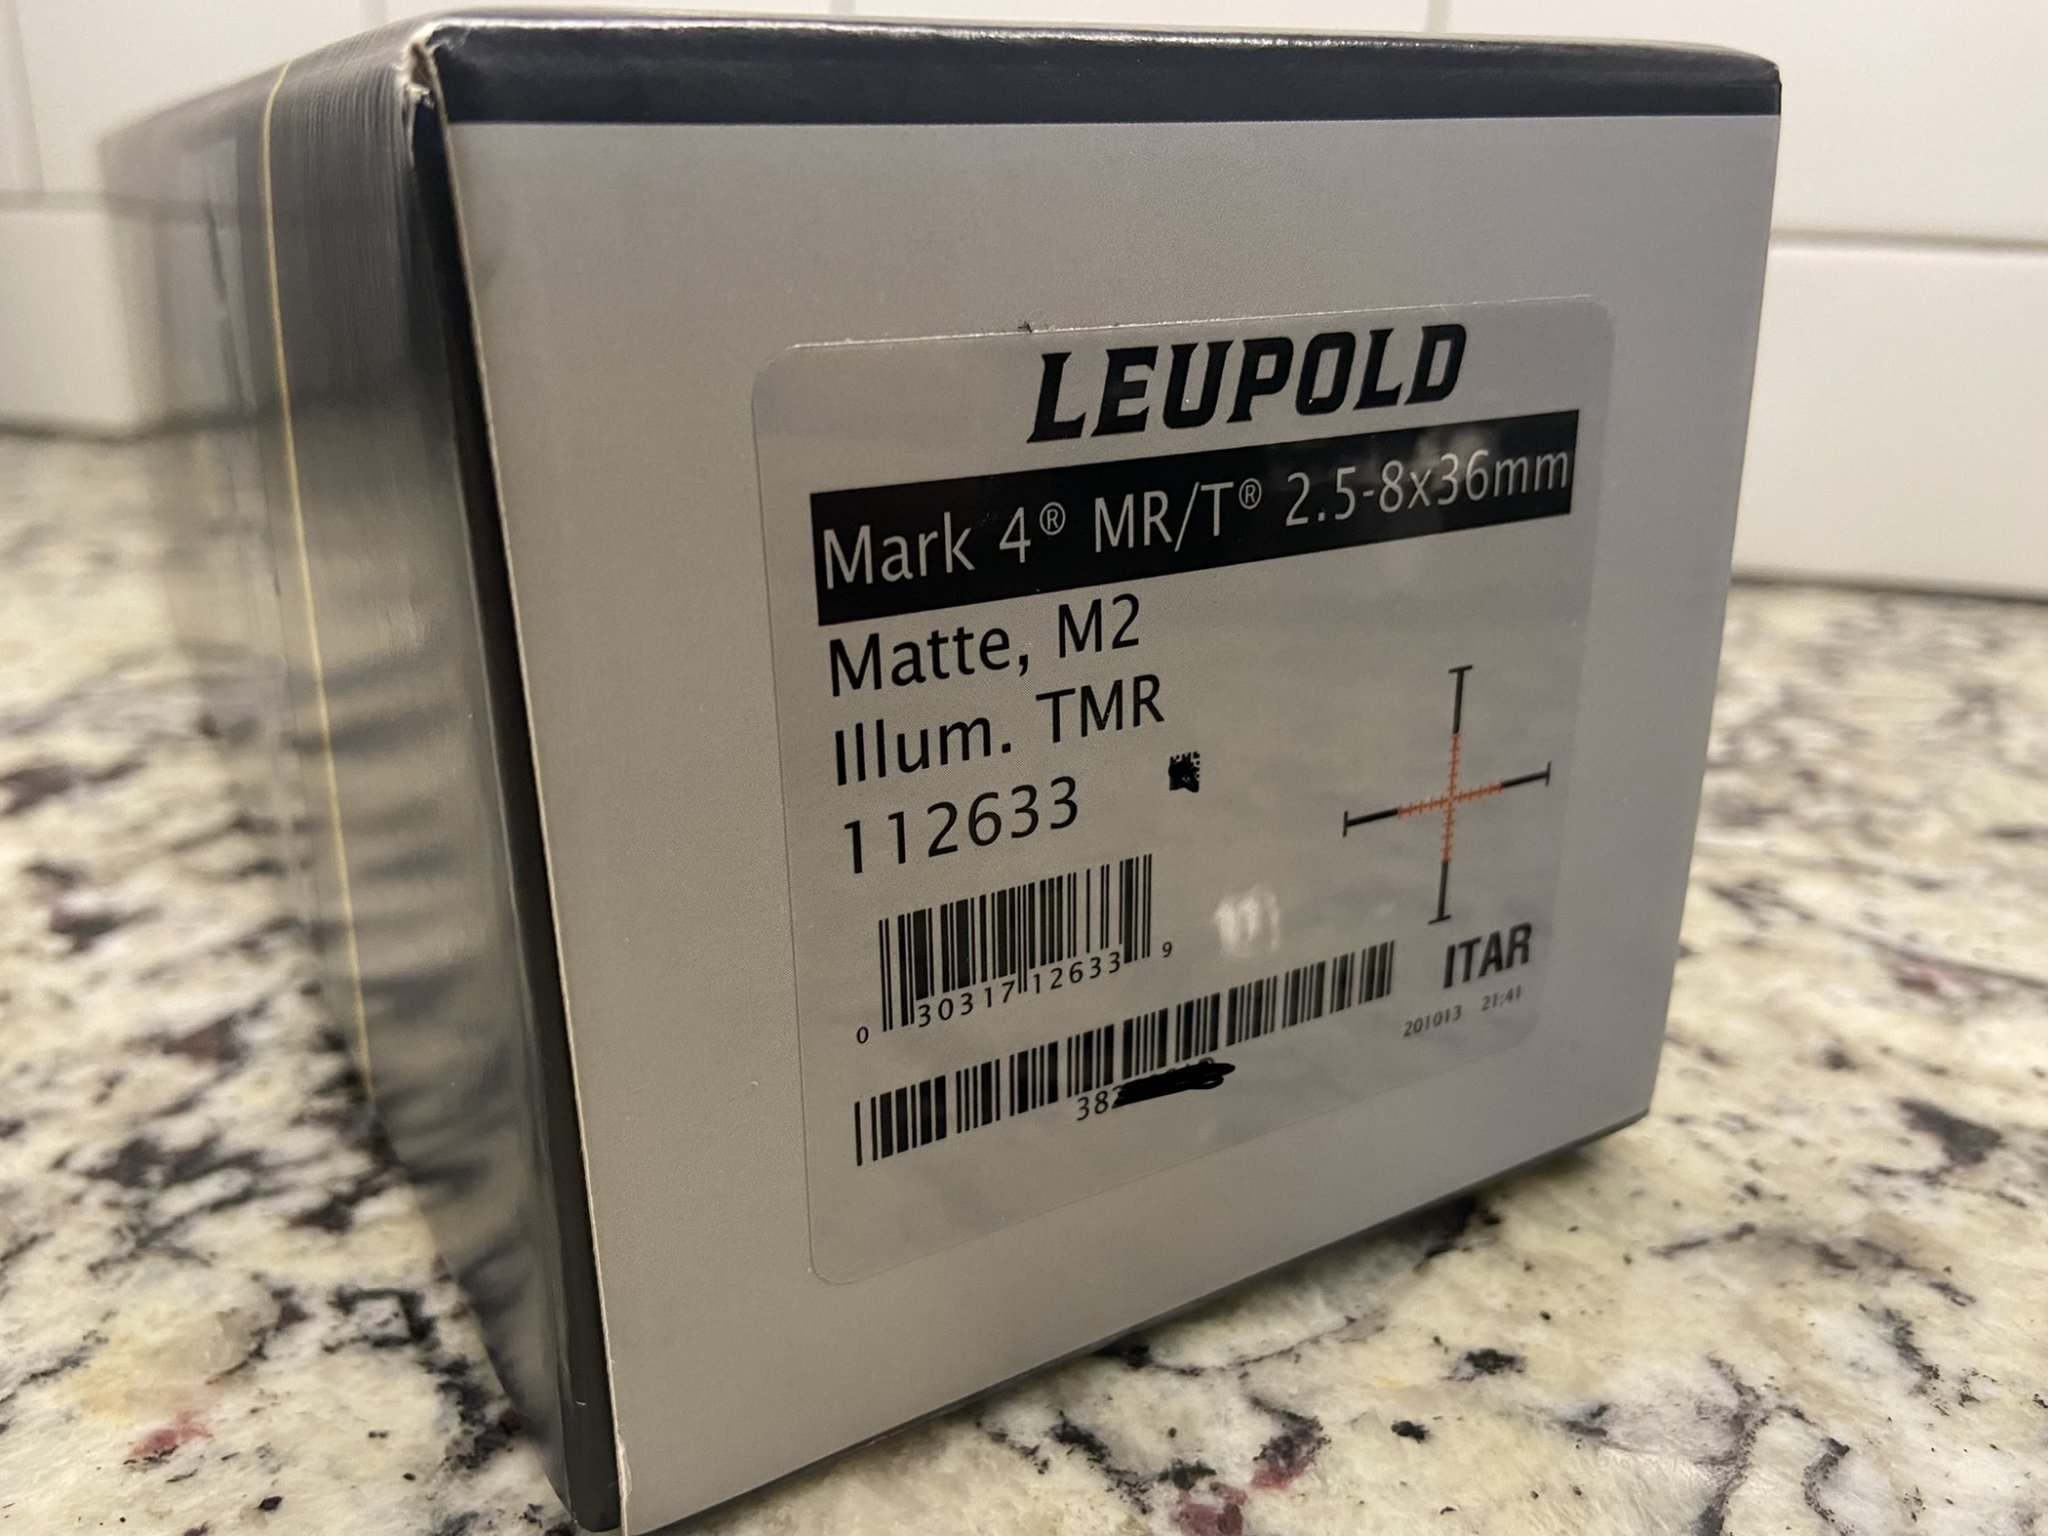 LEUPOLD
Mark 4® MR/T® 2.5-8x36mm
Matte, M2
Illum. TMR
112633
0 30317 12633 9
ITAR
201013 21:41